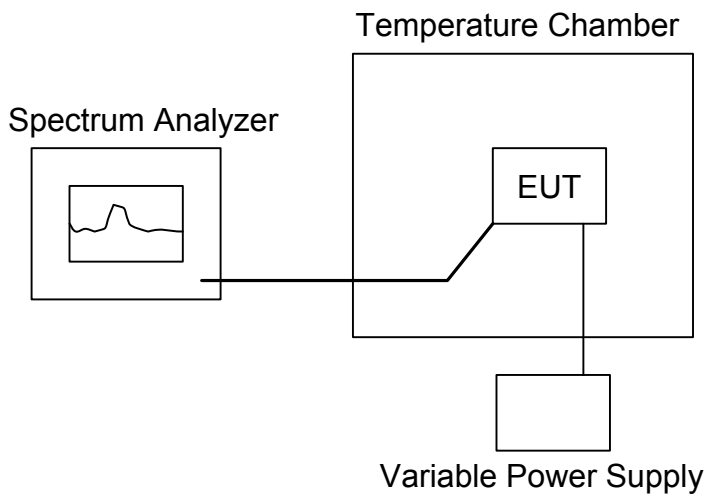 Temperature Chamber
Spectrum Analyzer
EUT
Variable Power Supply